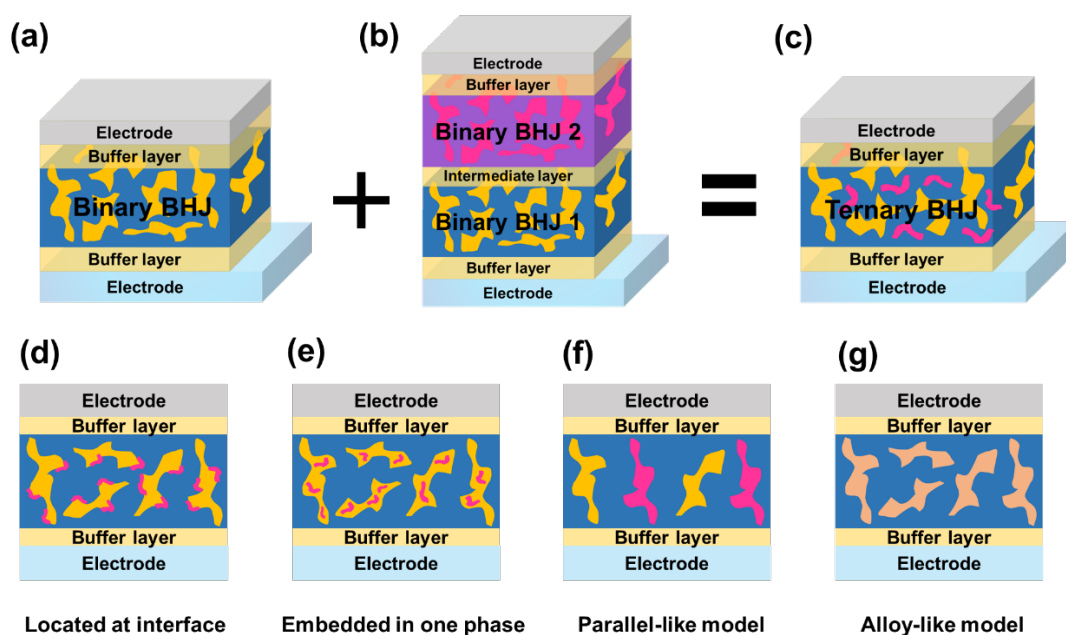 (a)
Electrode
Buffer layer
Binary BHJ
Buffer layer
Electrode
+
(b)
Electrode
Buffer layer
Binary BHJ 2
Intermediate layer
Binary BHJ 1
Buffer layer
Electrode
=
(c)
Electrode
Buffer layer
Ternary BHJ
Buffer layer
Electrode
(d)
Electrode
Buffer layer
Buffer layer
Electrode
Located at interface
(e)
Electrode
Buffer layer
Buffer layer
Electrode
Embedded in one phase
(f)
Electrode
Buffer layer
Buffer layer
Electrode
Parallel-like model
(g)
Electrode
Buffer layer
Buffer layer
Electrode
Alloy-like model